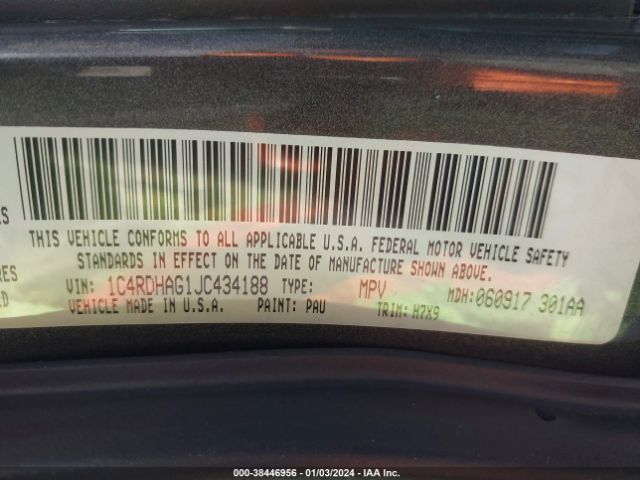 THIS VEHICLE CONFORMS TO ALL APPLICABLE U.S.A. FEDERAL MOTOR VEHICLE SAFETY
STANDARDS IN EFFECT ON THE DATE OF MANUFACTURE SHOWN ABOVE.
VIN: 1C4RDHAG1JC434188 TYPE: MPV MDH: 060917 301AA
VEHICLE MADE IN U.S.A. PAINT: PAU TRIM: H7X9
000-38446956 - 01/03/2024 - IAA Inc.